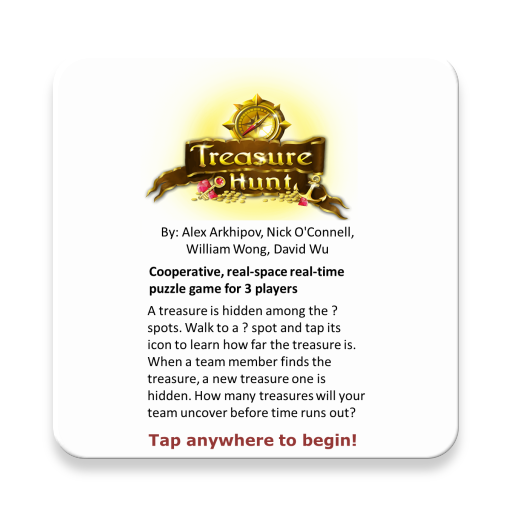 Treasure
Hunt
By: Alex Arkhipov, Nick O'Connell,
William Wong, David Wu
Cooperative, real-space real-time
puzzle game for 3 players
A treasure is hidden among the ?
spots. Walk to a ? spot and tap its
icon to learn how far the treasure is.
When a team member finds the
treasure, a new treasure one is
hidden. How many treasures will your
team uncover before time runs out?
Tap anywhere to begin!